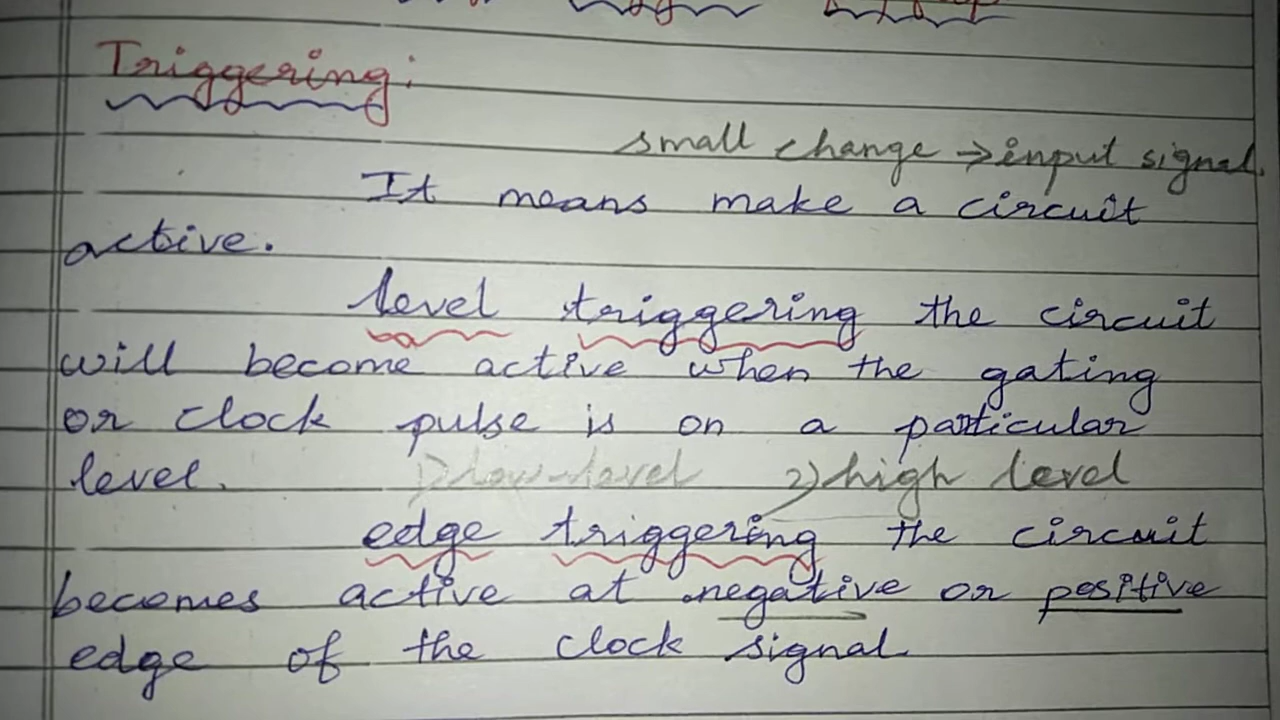 Triggering:
small change → input signal.
It means make a circuit
active.
level triggering the circuit
will become active when the gating
or clock pulse is on a particular
level. 1) low-level 2) high level
edge triggering the circuit
becomes active at negative or positive
edge of the clock signal